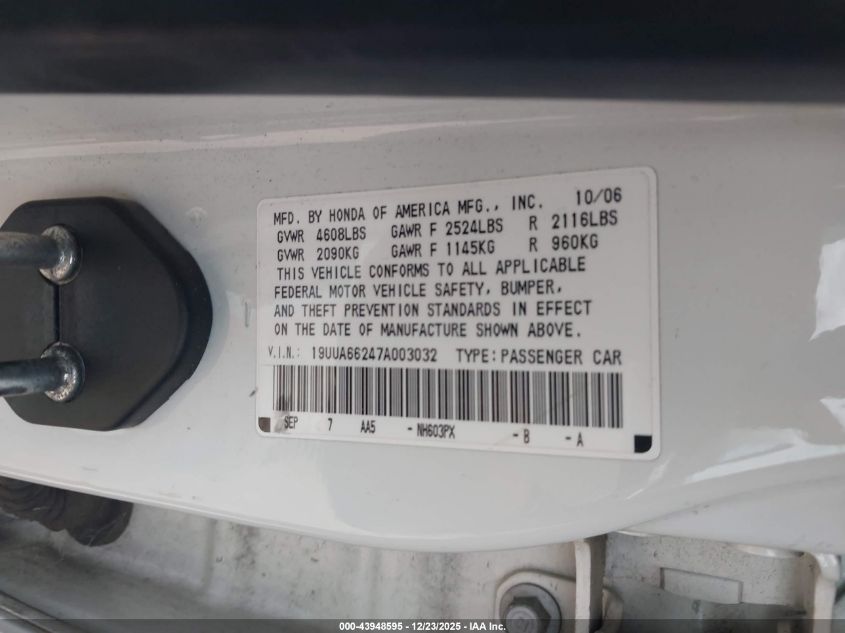 MFD. BY HONDA OF AMERICA MFG., INC. 10/06
GVWR 4608LBS GAWR F 2524LBS R 2116LBS
GVWR 2090KG GAWR F 1145KG R 960KG
THIS VEHICLE CONFORMS TO ALL APPLICABLE
FEDERAL MOTOR VEHICLE SAFETY, BUMPER,
AND THEFT PREVENTION STANDARDS IN EFFECT
ON THE DATE OF MANUFACTURE SHOWN ABOVE.
V.I.N.: 19UUA66247A003032 TYPE: PASSENGER CAR
SEP 7 AA5 - NH603PX - B - A
000-43948595 - 12/23/2025 - IAA Inc.